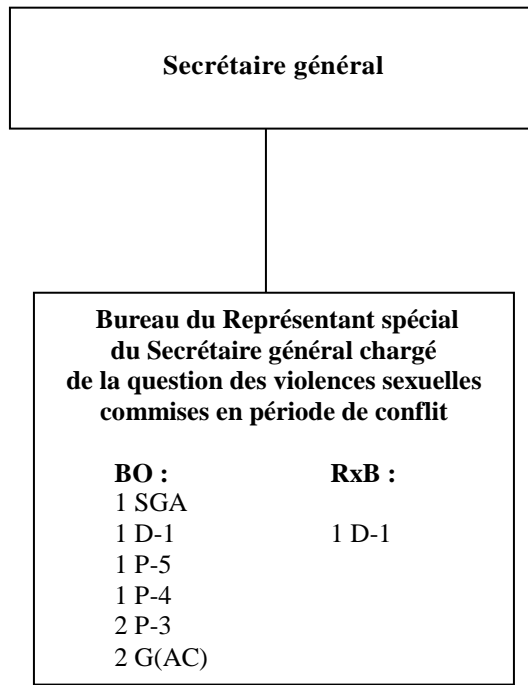 Secrétaire général
Bureau du Représentant spécial
du Secrétaire général chargé
de la question des violences sexuelles
commises en période de conflit
BO : RxB :
1 SGA
1 D-1 1 D-1
1 P-5
1 P-4
2 P-3
2 G(AC)